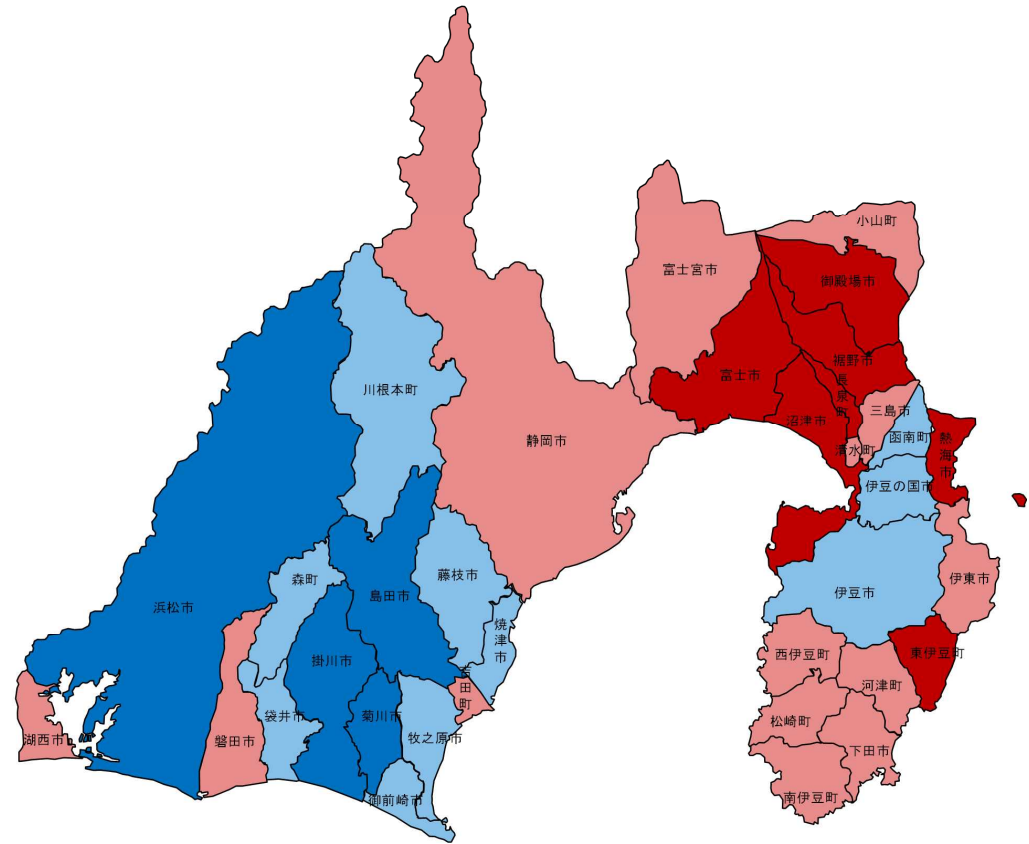 小山町
富士宮市
御殿場市
裾野市
富士市
長泉町
川根本町
三島市
沼津市
函南町
熱海市
静岡市
清水町
伊豆の国市
藤枝市
森町
伊東市
島田市
伊豆市
浜松市
焼津市
掛川市
西伊豆町
東伊豆町
吉田町
河津町
袋井市
菊川市
松崎町
牧之原市
湖西市
磐田市
下田市
御前崎市
南伊豆町